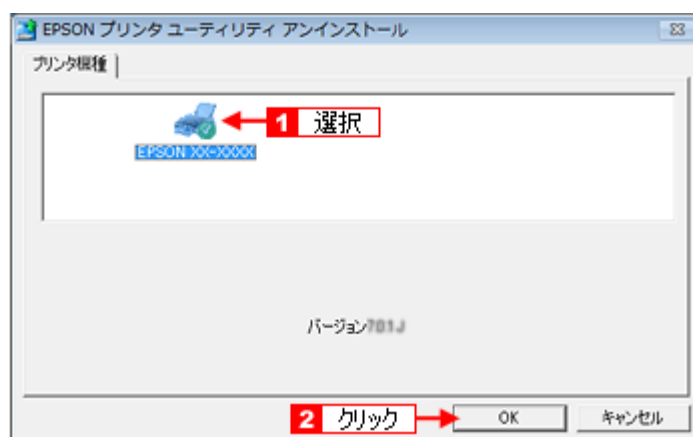 EPSON プリンタ ユーティリティ アンインストール
プリンタ機種
1 選択
EPSON XX-XXXX
バージョン
2 クリック
OK
キャンセル